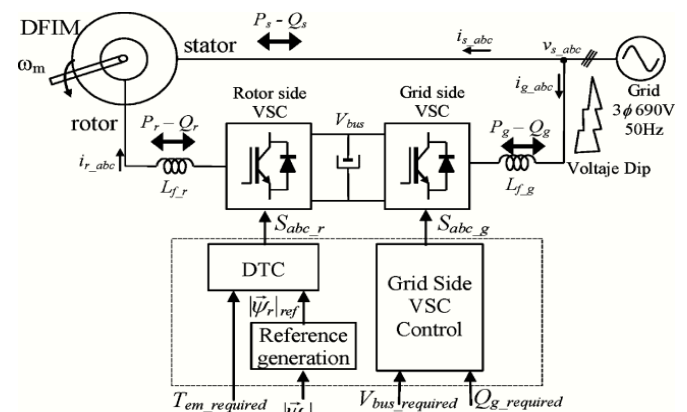 DFIM
P_s - Q_s
stator
i_s_abc
v_s_abc
Grid
3ϕ 690V
50Hz
ω_m
i_g_abc
rotor
Rotor side
VSC
V_bus
Grid side
VSC
P_r – Q_r
P_g – Q_g
Voltaje Dip
i_r_abc
L_f_r
L_f_g
S_abc_r
S_abc_g
DTC
Grid Side
VSC
Control
|ψ⃗_r|_ref
Reference
generation
T_em_required
|ψ⃗_s|
V_bus_required
Q_g_required